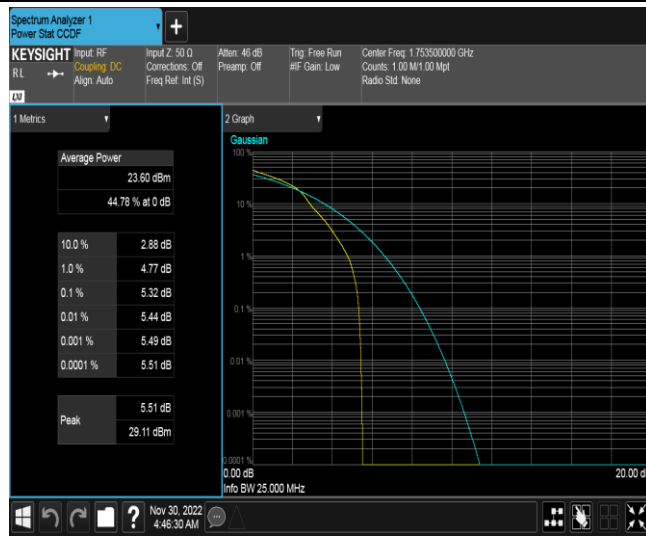 Spectrum Analyzer 1
Power Stat CCDF
+
KEYSIGHT
RL
LXI
Input: RF
Coupling: DC
Align: Auto
Input Z: 50 Ω
Corrections: Off
Freq Ref: Int (S)
Atten: 46 dB
Preamp: Off
Trig: Free Run
#IF Gain: Low
Center Freq: 1.753500000 GHz
Counts: 1.00 M/1.00 Mpt
Radio Std: None
1 Metrics
Average Power
23.60 dBm
44.78 % at 0 dB
10.0 % 2.88 dB
1.0 % 4.77 dB
0.1 % 5.32 dB
0.01 % 5.44 dB
0.001 % 5.49 dB
0.0001 % 5.51 dB
Peak
5.51 dB
29.11 dBm
2 Graph
Gaussian
100 %
10 %
1 %
0.1 %
0.01 %
0.001 %
0.0001 %
0.00 dB
20.00 d
Info BW 25.000 MHz
?
Nov 30, 2022
4:46:30 AM